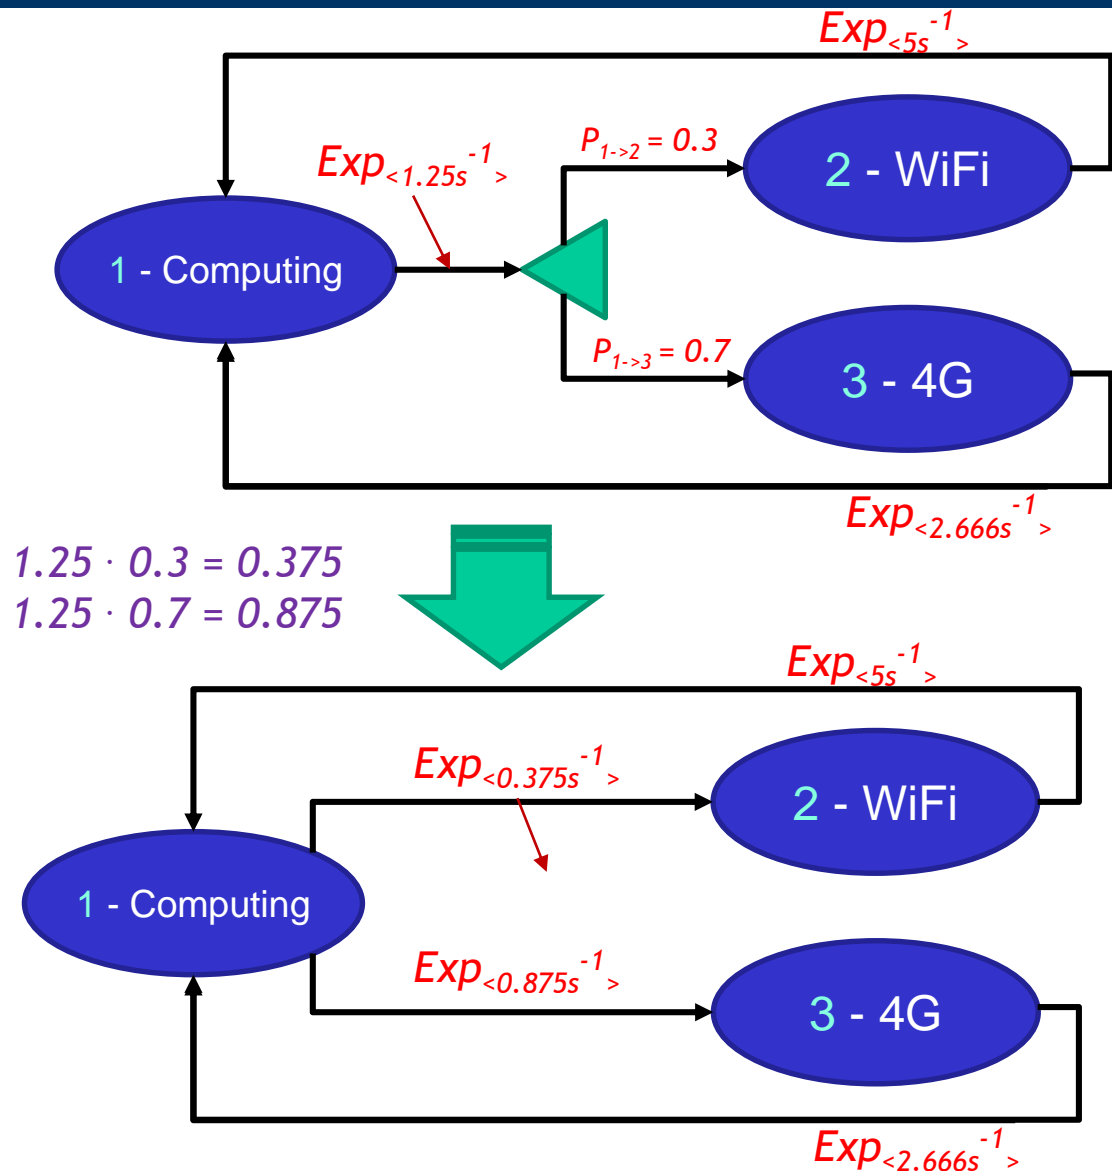 Exp<5s^-1>
P1->2 = 0.3
Exp<1.25s^-1>
2 - WiFi
1 - Computing
P1->3 = 0.7
3 - 4G
Exp<2.666s^-1>
1.25 · 0.3 = 0.375
1.25 · 0.7 = 0.875
Exp<5s^-1>
Exp<0.375s^-1>
2 - WiFi
1 - Computing
Exp<0.875s^-1>
3 - 4G
Exp<2.666s^-1>